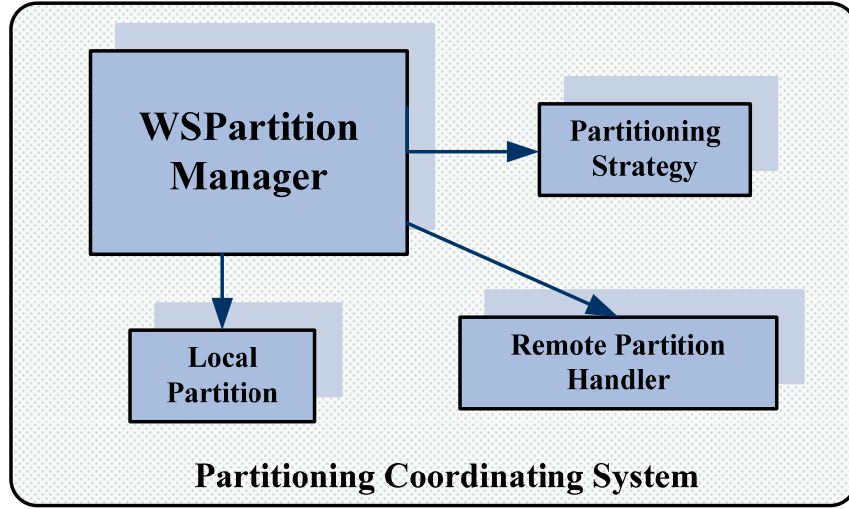 WSPartition
Manager
Partitioning
Strategy
Local
Partition
Remote Partition
Handler
Partitioning Coordinating System